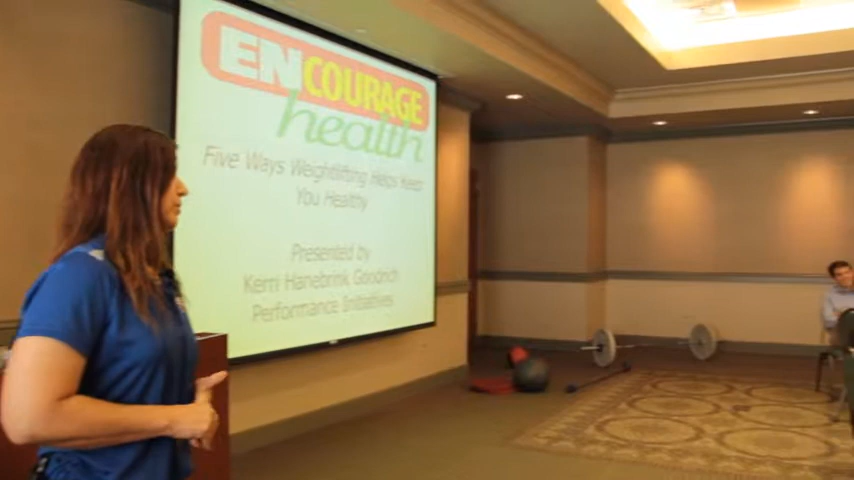 ENCOURAGE
health
Five Ways Weightlifting Helps Keep
You Healthy
Presented by
Kerri Hanebrink Goodrich
Performance Initiatives